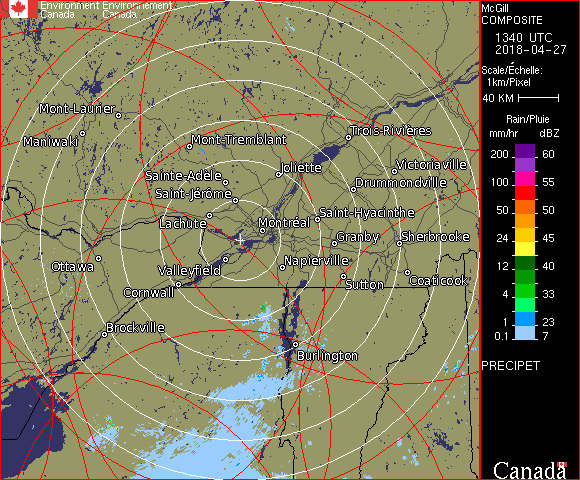 Environment Environnement
Canada Canada
Mont-Laurier
Maniwaki
Mont-Tremblant
Trois-Rivières
Joliette
Victoriaville
Sainte-Adèle
Drummondville
Saint-Jérôme
Lachute
Saint-Hyacinthe
Montréal
Granby
Sherbrooke
Ottawa
Valleyfield
Napierville
Sutton
Coaticook
Cornwall
Brockville
Burlington
McGill
COMPOSITE
1340 UTC
2018-04-27
Scale/Échelle:
1km/Pixel
40 KM
Rain/Pluie
mm/hr dBZ
200 60
100 55
50 50
24 45
12 40
4 33
1 23
0.1 7
PRECIPET
Canada